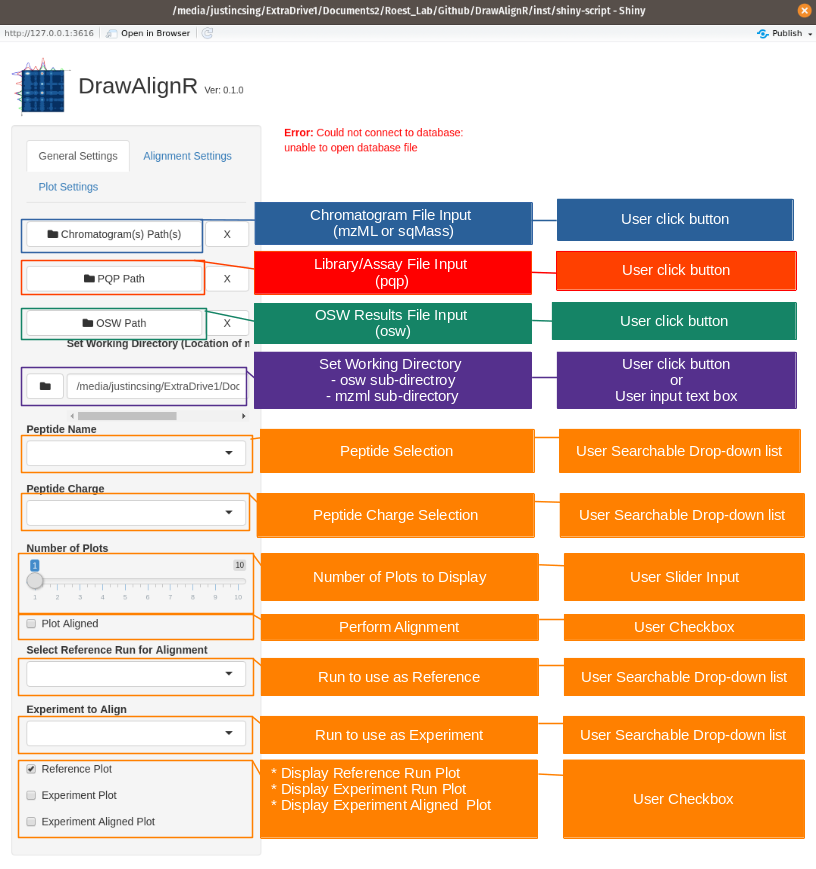 /media/justincsing/ExtraDrive1/Documents2/Roest_Lab/Github/DrawAlignR/inst/shiny-script - Shiny
http://127.0.0.1:3616
Open in Browser
Publish
DrawAlignR Ver: 0.1.0
Error: Could not connect to database:
unable to open database file
General Settings
Alignment Settings
Plot Settings
Chromatogram(s) Path(s)
X
Chromatogram File Input
(mzML or sqMass)
User click button
PQP Path
X
Library/Assay File Input
(pqp)
User click button
OSW Path
X
OSW Results File Input
(osw)
User click button
Set Working Directory (Location of m
/media/justincsing/ExtraDrive1/Doc
Set Working Directory
- osw sub-directroy
- mzml sub-directory
User click button
or
User input text box
Peptide Name
Peptide Selection
User Searchable Drop-down list
Peptide Charge
Peptide Charge Selection
User Searchable Drop-down list
Number of Plots
1
10
1 2 3 4 5 6 7 8 9 10
Number of Plots to Display
User Slider Input
Plot Aligned
Perform Alignment
User Checkbox
Select Reference Run for Alignment
Run to use as Reference
User Searchable Drop-down list
Experiment to Align
Run to use as Experiment
User Searchable Drop-down list
Reference Plot
Experiment Plot
Experiment Aligned Plot
* Display Reference Run Plot
* Display Experiment Run Plot
* Display Experiment Aligned Plot
User Checkbox